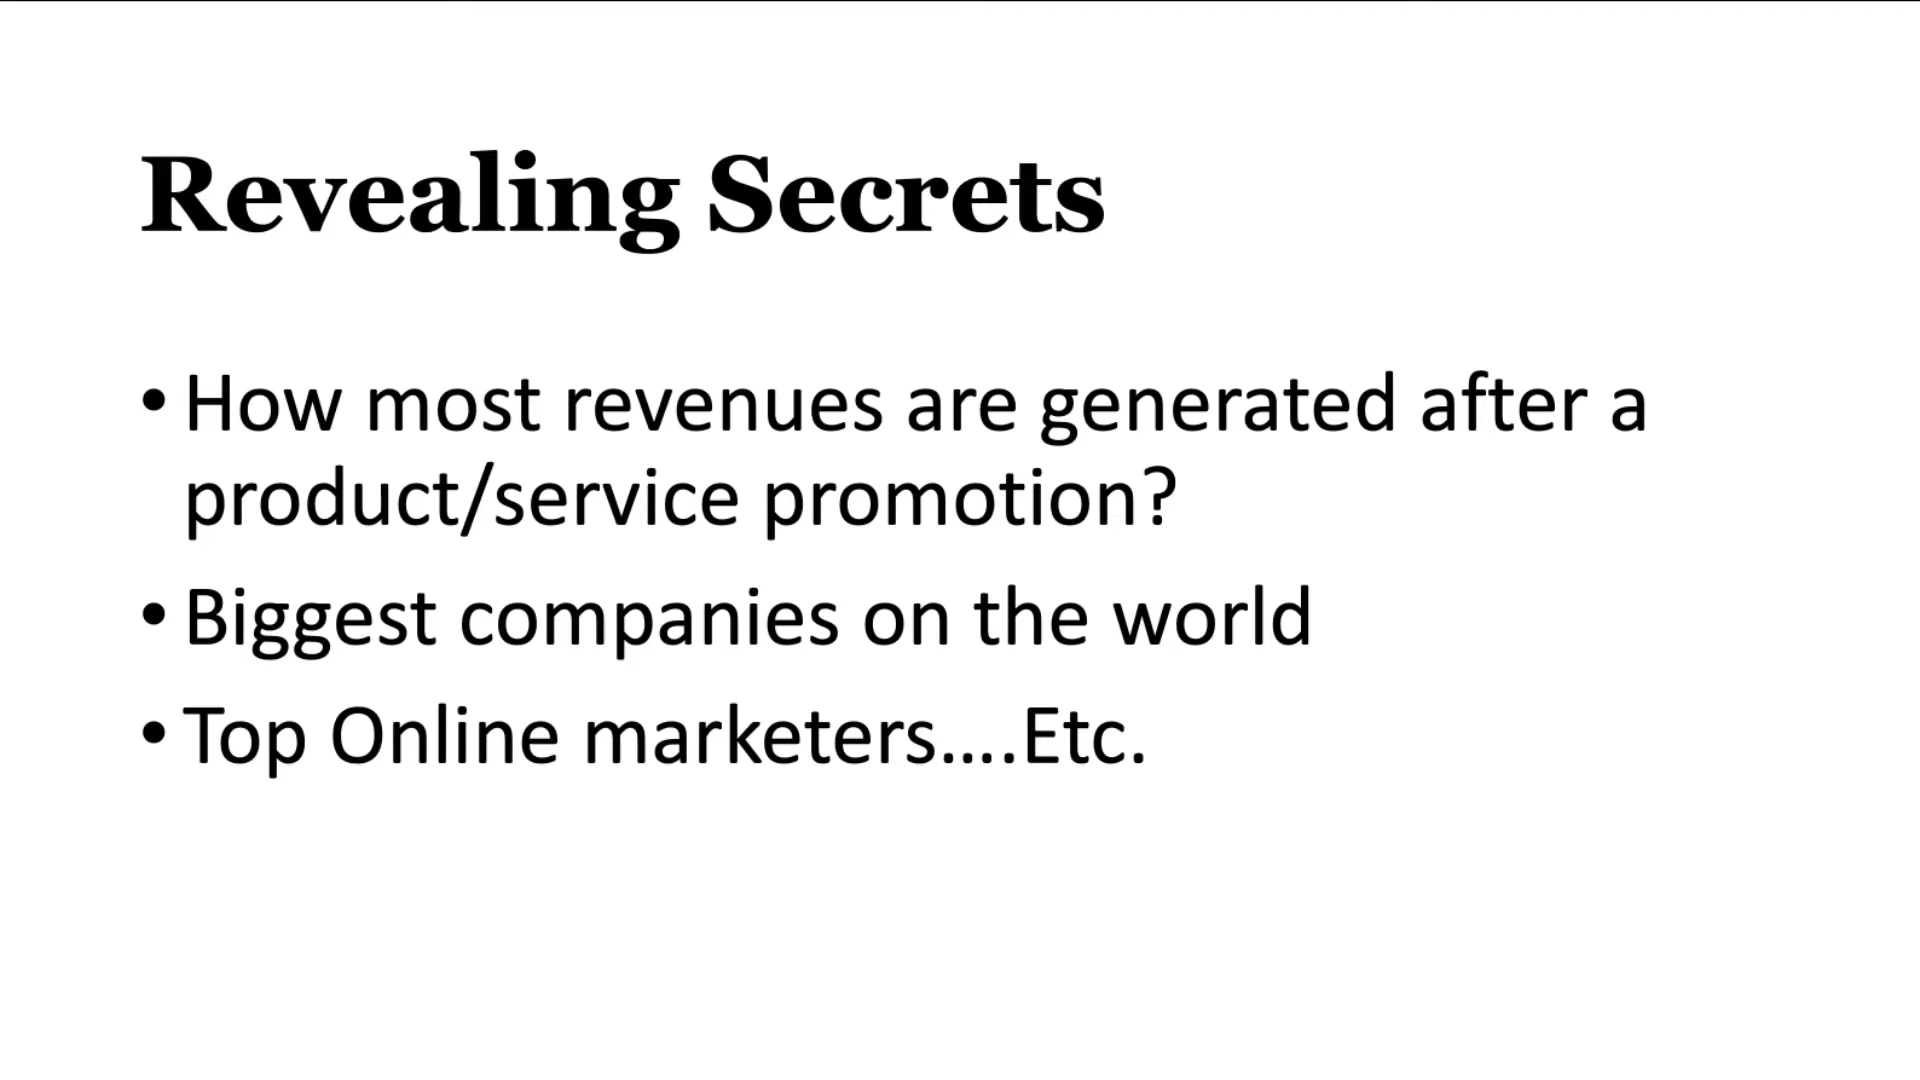 Revealing Secrets
• How most revenues are generated after a
product/service promotion?
• Biggest companies on the world
• Top Online marketers....Etc.